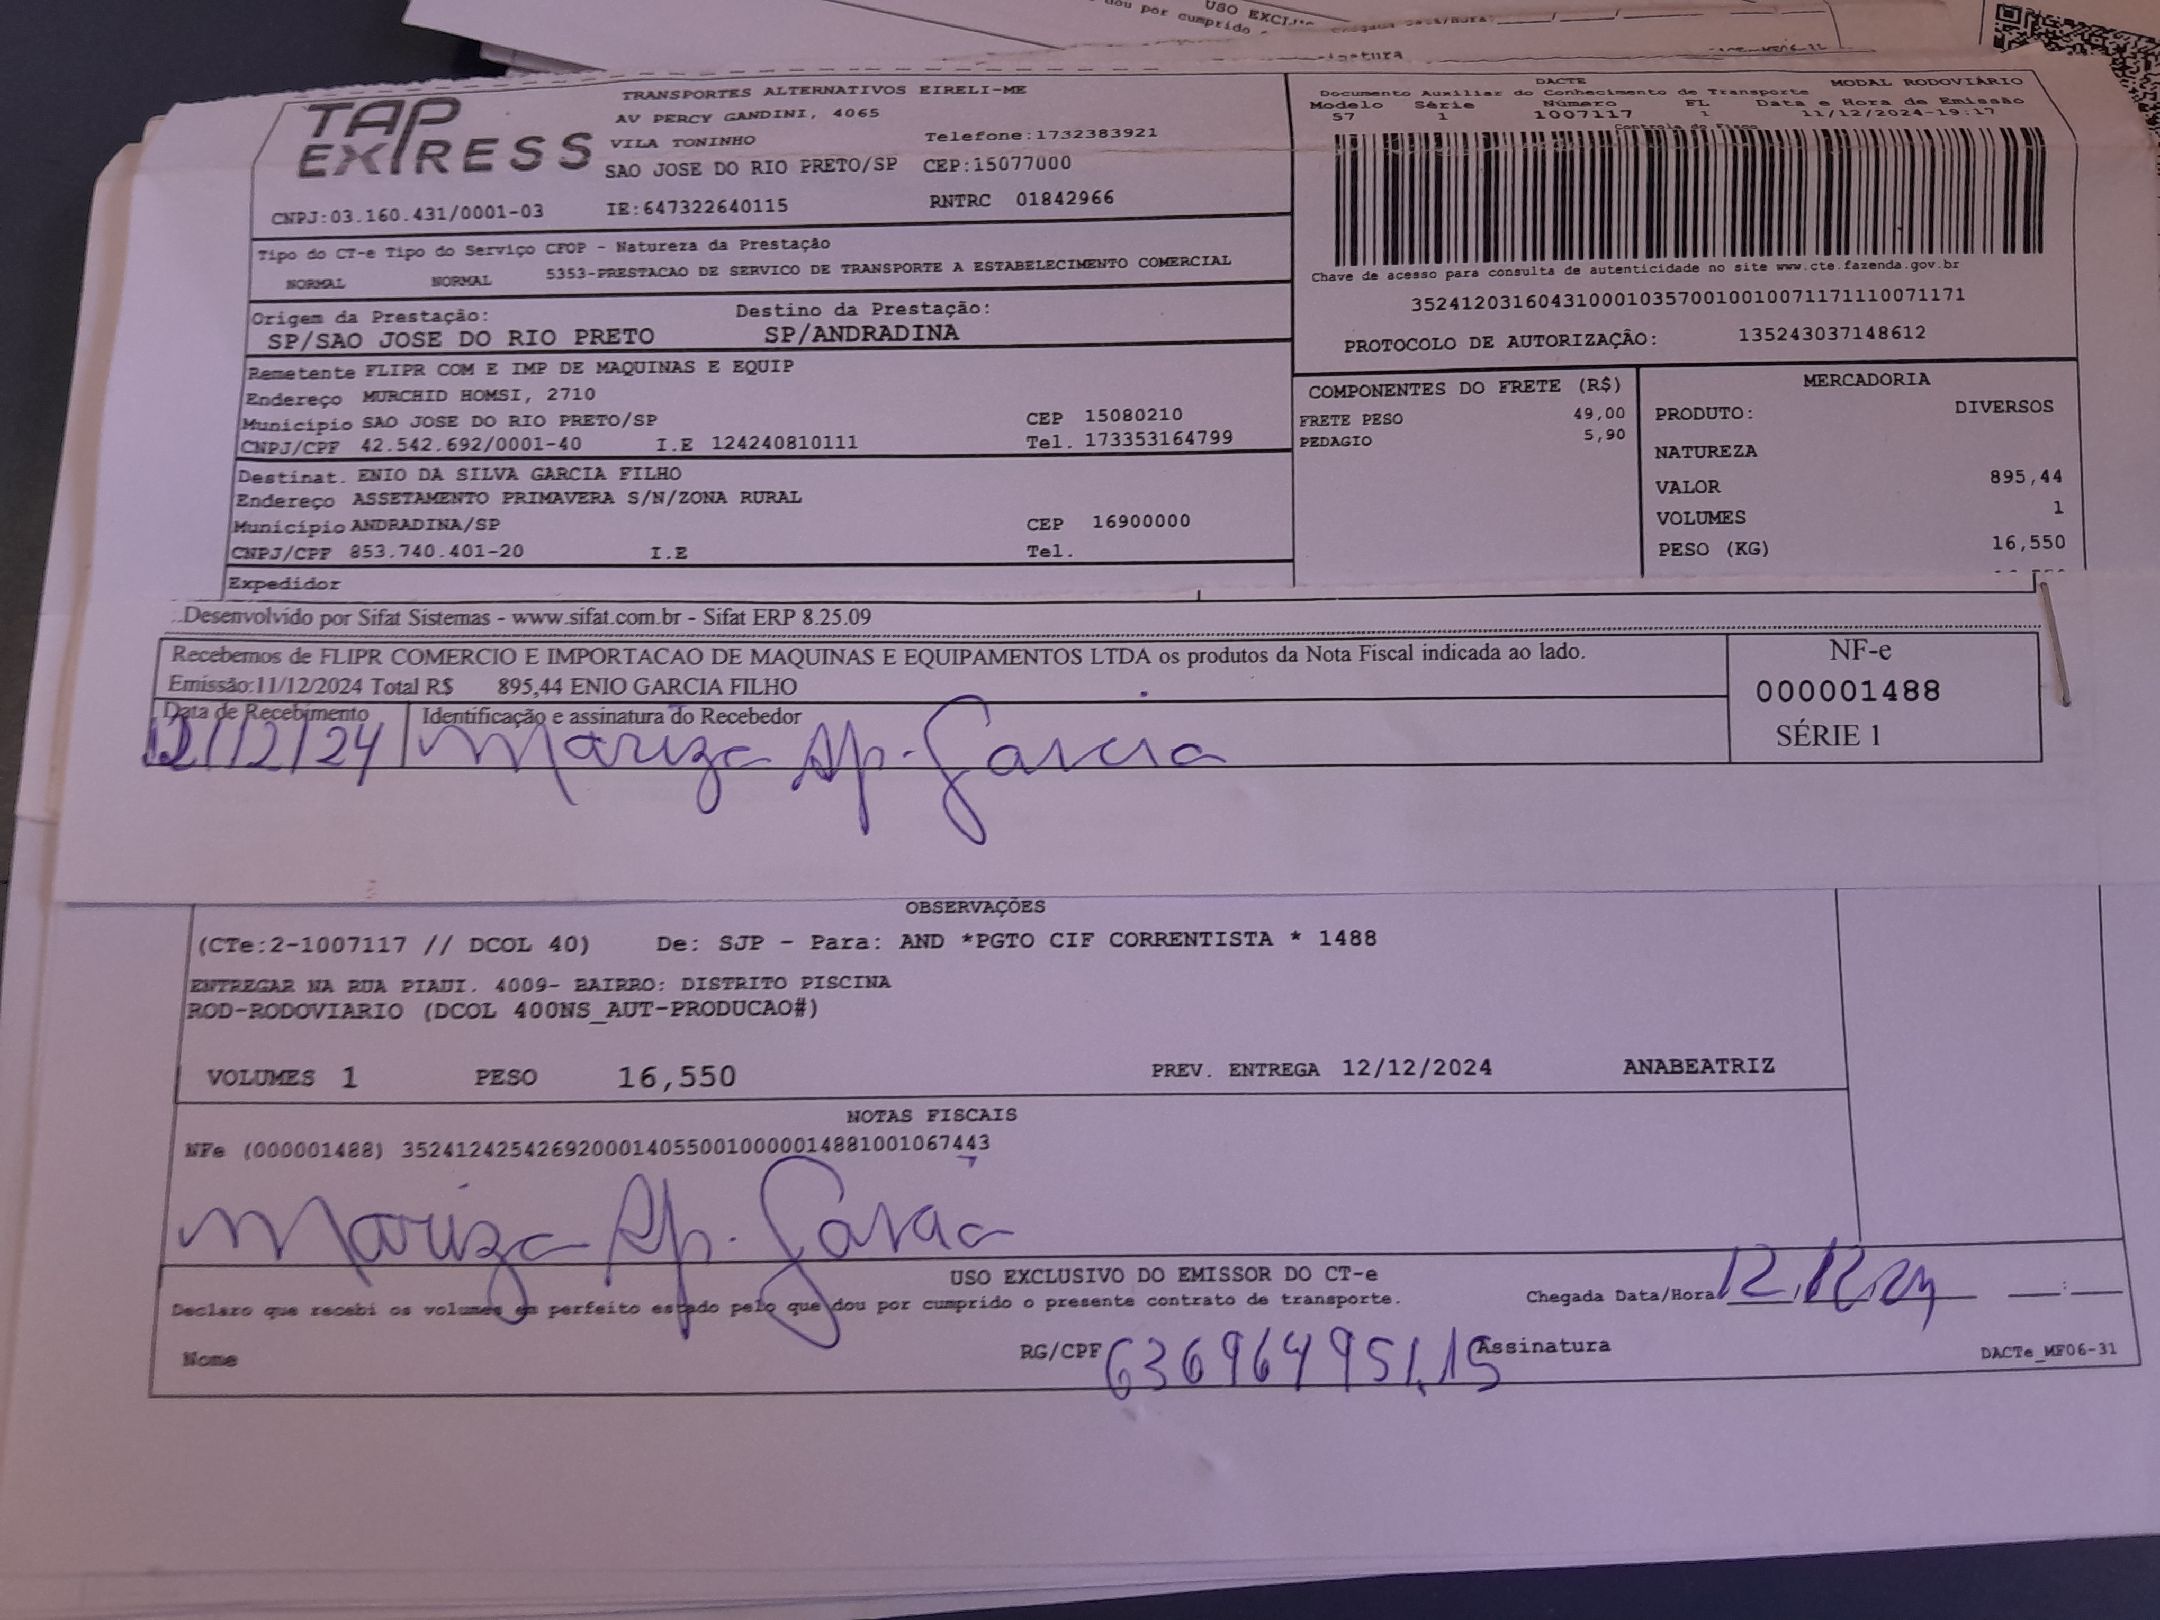 dou por cumprido
USO EXCLU
Chegada Data/Hora
ssinatura
TAP EXPRESS
TRANSPORTES ALTERNATIVOS EIRELI-ME
AV PERCY GANDINI, 4065
VILA TONINHO Telefone:1732383921
SAO JOSE DO RIO PRETO/SP CEP:15077000
CNPJ:03.160.431/0001-03 IE:647322640115 RNTRC 01842966
DACTE MODAL RODOVIÁRIO
Documento Auxiliar do Conhecimento de Transporte
Modelo Série Número FL Data e Hora de Emissão
57 1 1007117 1 11/12/2024-19:17
Controle do Fisco
Chave de acesso para consulta de autenticidade no site www.cte.fazenda.gov.br
35241203160431000103570010010071171110071171
PROTOCOLO DE AUTORIZAÇÃO: 135243037148612
Tipo do CT-e Tipo do Serviço CFOP - Natureza da Prestação
NORMAL NORMAL 5353-PRESTACAO DE SERVICO DE TRANSPORTE A ESTABELECIMENTO COMERCIAL
Origem da Prestação: Destino da Prestação:
SP/SAO JOSE DO RIO PRETO SP/ANDRADINA
Remetente FLIPR COM E IMP DE MAQUINAS E EQUIP
Endereço MURCHID HOMSI, 2710
Município SAO JOSE DO RIO PRETO/SP CEP 15080210
CNPJ/CPF 42.542.692/0001-40 I.E 124240810111 Tel. 173353164799
Destinat. ENIO DA SILVA GARCIA FILHO
Endereço ASSETAMENTO PRIMAVERA S/N/ZONA RURAL
Município ANDRADINA/SP CEP 16900000
CNPJ/CPF 853.740.401-20 I.E Tel.
Expedidor
COMPONENTES DO FRETE (R$)
FRETE PESO 49,00
PEDAGIO 5,90
MERCADORIA
PRODUTO: DIVERSOS
NATUREZA
VALOR 895,44
VOLUMES 1
PESO (KG) 16,550
Desenvolvido por Sifat Sistemas - www.sifat.com.br - Sifat ERP 8.25.09
Recebemos de FLIPR COMERCIO E IMPORTACAO DE MAQUINAS E EQUIPAMENTOS LTDA os produtos da Nota Fiscal indicada ao lado.
Emissão:11/12/2024 Total R$ 895,44 ENIO GARCIA FILHO
NF-e
000001488
SÉRIE 1
Data de Recebimento Identificação e assinatura do Recebedor
12/12/24 Mariza Ap. Garcia
OBSERVAÇÕES
(CTe:2-1007117 // DCOL 40) De: SJP - Para: AND *PGTO CIF CORRENTISTA * 1488
ENTREGAR NA RUA PIAUI. 4009- BAIRRO: DISTRITO PISCINA
ROD-RODOVIARIO (DCOL 400NS_AUT-PRODUCAO#)
VOLUMES 1 PESO 16,550 PREV. ENTREGA 12/12/2024 ANABEATRIZ
NOTAS FISCAIS
NFe (000001488) 35241242542692000140550010000014881001067443
Mariza Ap. Garcia
USO EXCLUSIVO DO EMISSOR DO CT-e
Declaro que recebi os volumes em perfeito estado pelo que dou por cumprido o presente contrato de transporte. Chegada Data/Hora 12/12/24 :
Nome RG/CPF 636964951.15 Assinatura DACTe_MF06-31